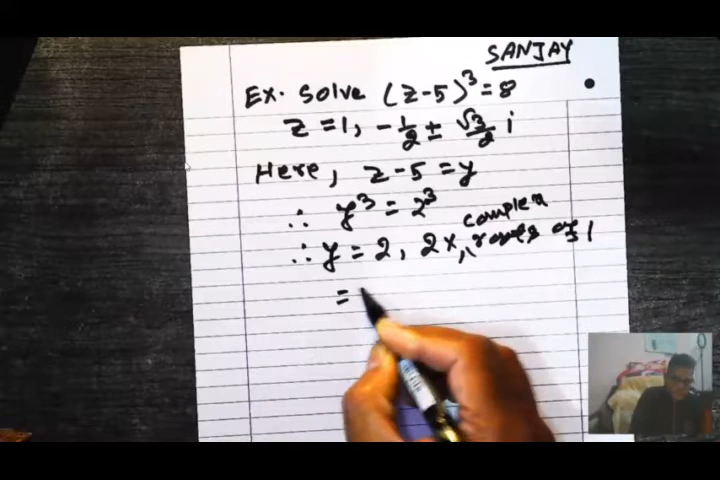 SANJAY
Ex. Solve (z-5)³ = 8
z = 1, -1/2 ± √3/2 i
Here, z-5 = y
∴ y³ = 2³
complex
∴ y = 2, 2x, roots of 1
=